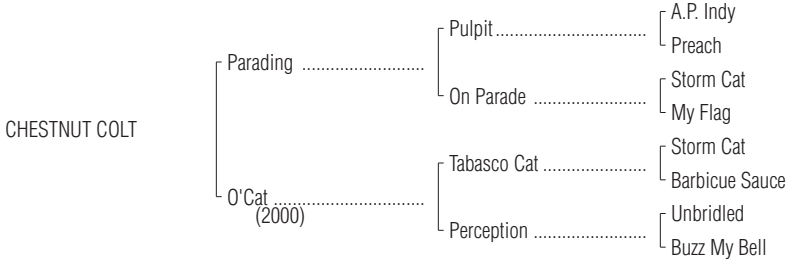 A.P. Indy
Pulpit..............................
Preach
Parading ..........................
Storm Cat
On Parade ........................
My Flag
CHESTNUT COLT
Storm Cat
Tabasco Cat ......................
Barbicue Sauce
O'Cat ................................
(2000)
Unbridled
Perception ........................
Buzz My Bell